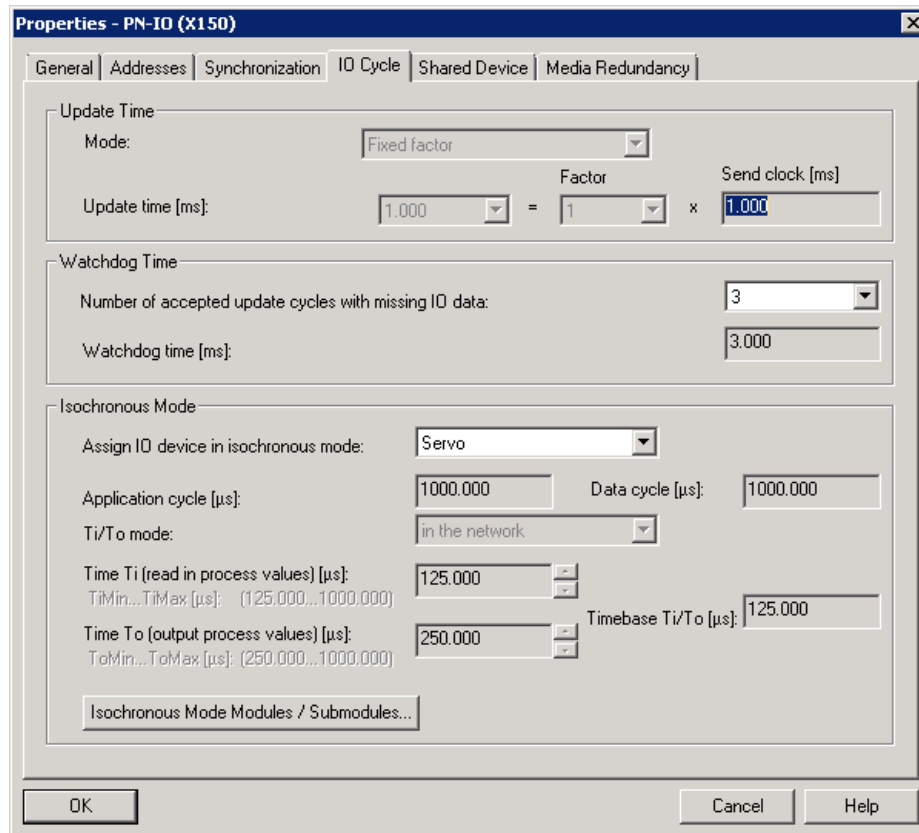 Properties - PN-IO (X150)
General Addresses Synchronization IO Cycle Shared Device Media Redundancy
Update Time
Mode: Fixed factor
Factor Send clock [ms]
Update time [ms]: 1.000 = 1 x 1.000
Watchdog Time
Number of accepted update cycles with missing IO data: 3
Watchdog time [ms]: 3.000
Isochronous Mode
Assign IO device in isochronous mode: Servo
Application cycle [µs]: 1000.000 Data cycle [µs]: 1000.000
Ti/To mode: in the network
Time Ti (read in process values) [µs]: 125.000
TiMin...TiMax [µs]: (125.000...1000.000)
Timebase Ti/To [µs]: 125.000
Time To (output process values) [µs]: 250.000
ToMin...ToMax [µs]: (250.000...1000.000)
Isochronous Mode Modules / Submodules...
OK Cancel Help